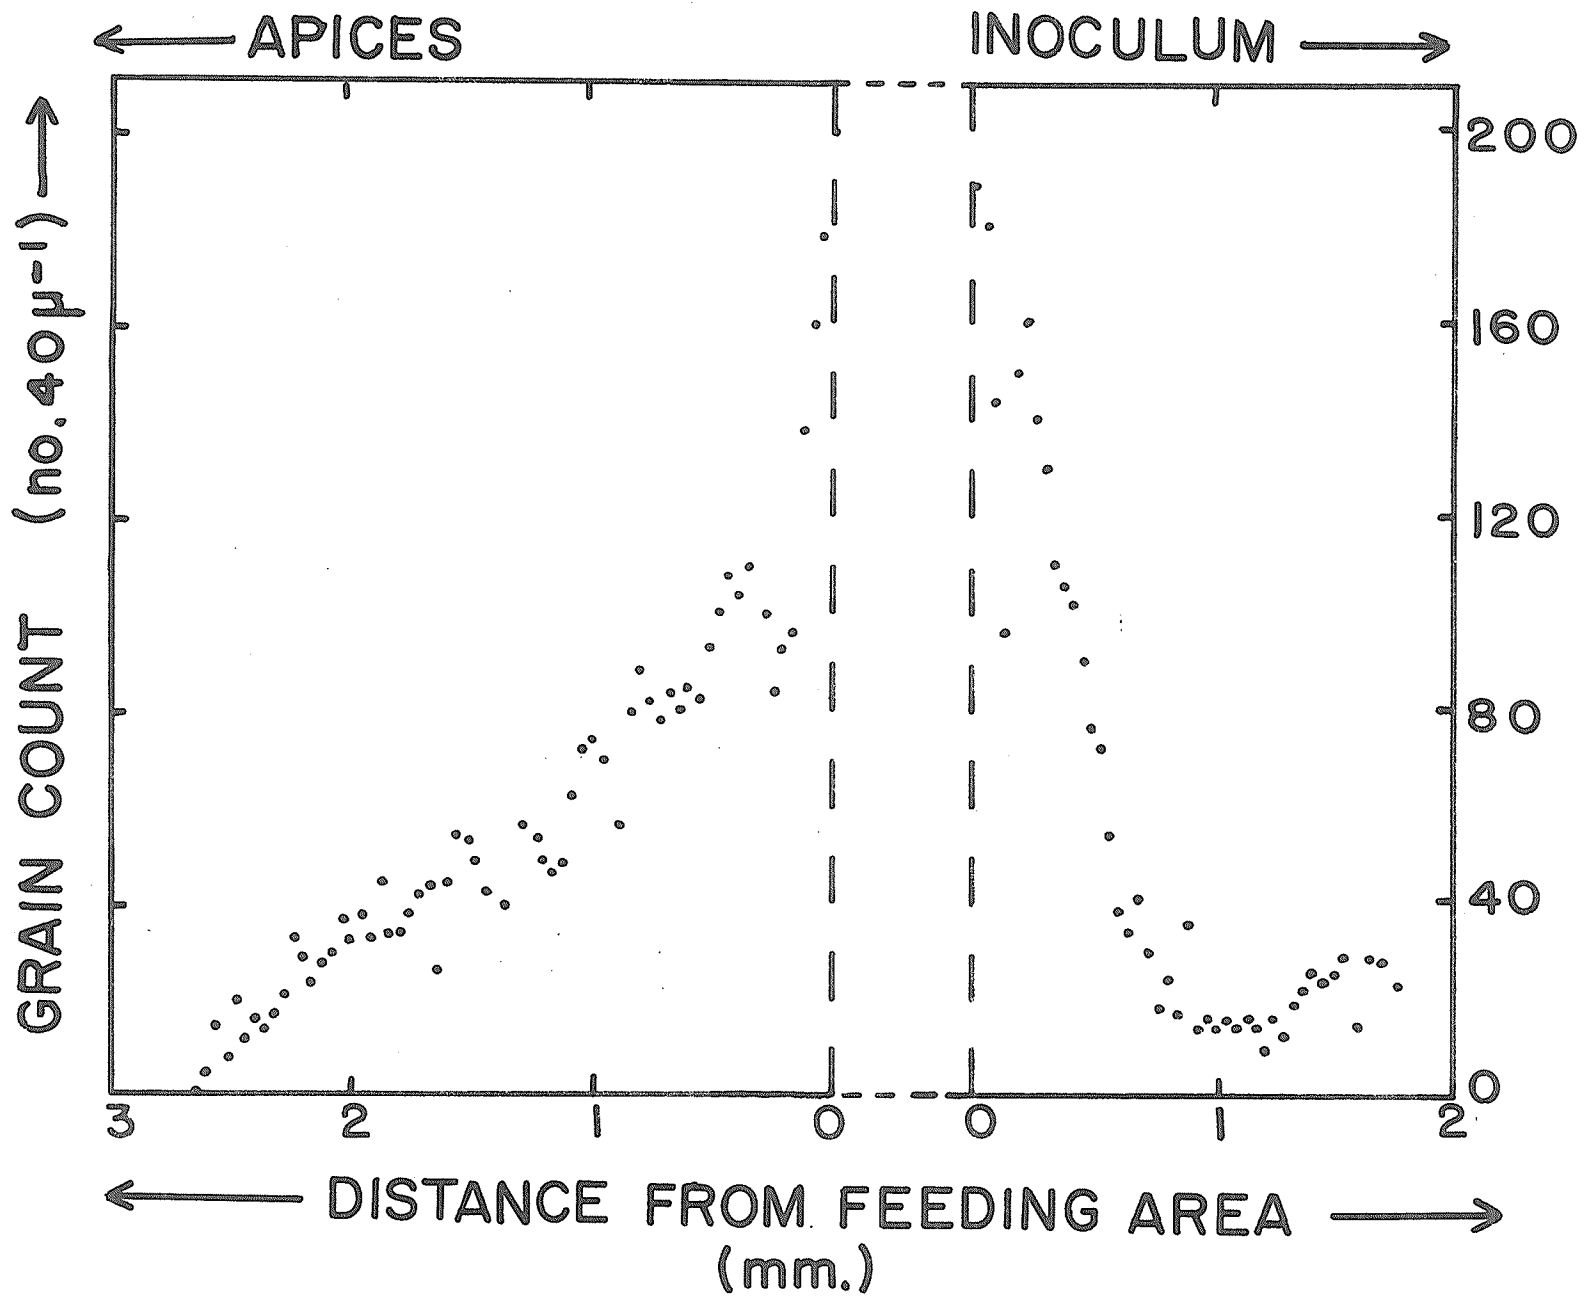 ← APICES INOCULUM →
GRAIN COUNT (no. 40µ⁻¹) →
200
160
120
80
40
0
3 2 1 0 0 1 2
← DISTANCE FROM FEEDING AREA →
(mm.)